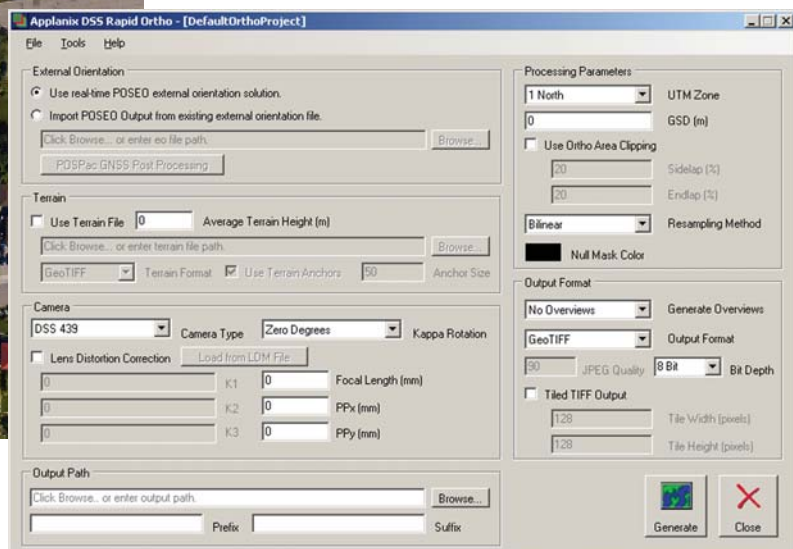 Applanix DSS Rapid Ortho - [DefaultOrthoProject]
File Tools Help
External Orientation
Use real-time POSEO external orientation solution.
Import POSEO Output from existing external orientation file.
Click Browse... or enter eo file path. Browse...
POSPac GNSS Post Processing
Terrain
Use Terrain File 0 Average Terrain Height (m)
Click Browse... or enter terrain file path. Browse...
GeoTIFF Terrain Format Use Terrain Anchors 50 Anchor Size
Camera
DSS 439 Camera Type Zero Degrees Kappa Rotation
Lens Distortion Correction Load from LDM File
0 K1 0 Focal Length (mm)
0 K2 0 PPx (mm)
0 K3 0 PPy (mm)
Output Path
Click Browse.. or enter output path. Browse...
Prefix Suffix
Processing Parameters
1 North UTM Zone
0 GSD (m)
Use Ortho Area Clipping
20 Sidelap (%)
20 Endlap (%)
Bilinear Resampling Method
Null Mask Color
Output Format
No Overviews Generate Overviews
GeoTIFF Output Format
90 JPEG Quality 8 Bit Bit Depth
Tiled TIFF Output
128 Tile Width (pixels)
128 Tile Height (pixels)
Generate Close